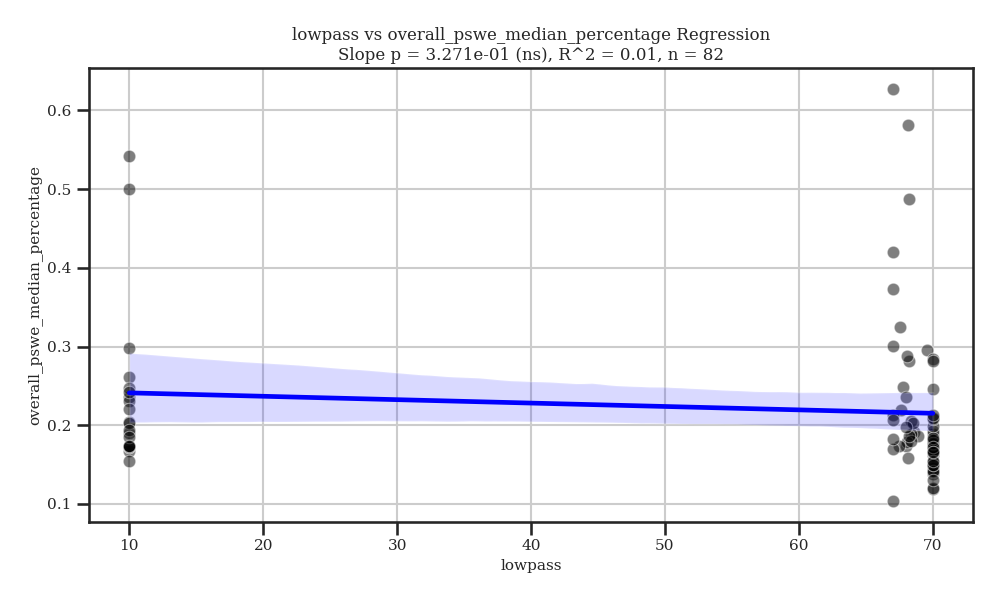 lowpass vs overall_pswe_median_percentage Regression
Slope p = 3.271e-01 (ns), R^2 = 0.01, n = 82
overall_pswe_median_percentage
0.6
0.5
0.4
0.3
0.2
0.1
10 20 30 40 50 60 70
lowpass